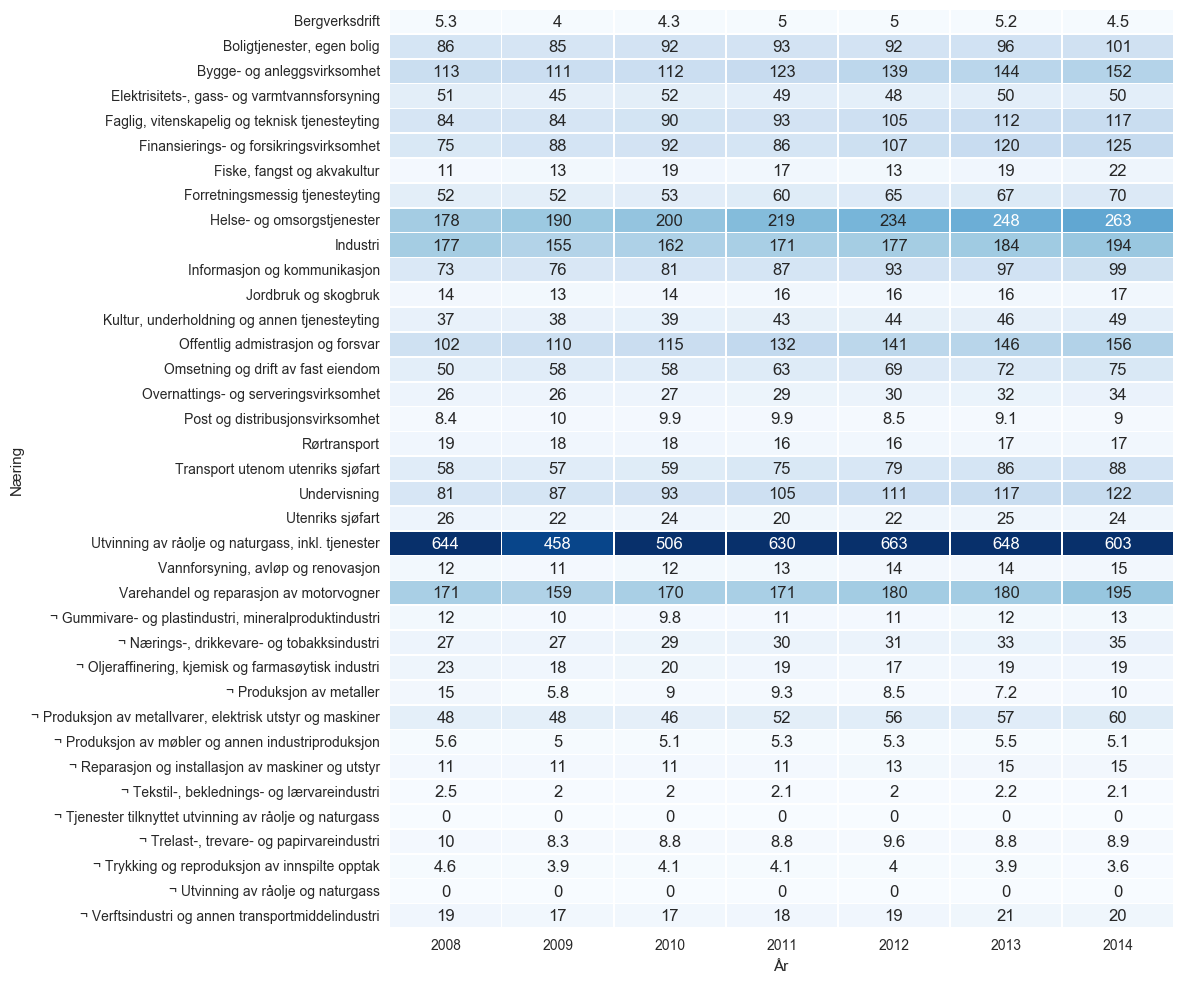 Bergverksdrift 5.3 4 4.3 5 5 5.2 4.5
Boligtjenester, egen bolig 86 85 92 93 92 96 101
Bygge- og anleggsvirksomhet 113 111 112 123 139 144 152
Elektrisitets-, gass- og varmtvannsforsyning 51 45 52 49 48 50 50
Faglig, vitenskapelig og teknisk tjenesteyting 84 84 90 93 105 112 117
Finansierings- og forsikringsvirksomhet 75 88 92 86 107 120 125
Fiske, fangst og akvakultur 11 13 19 17 13 19 22
Forretningsmessig tjenesteyting 52 52 53 60 65 67 70
Helse- og omsorgstjenester 178 190 200 219 234 248 263
Industri 177 155 162 171 177 184 194
Informasjon og kommunikasjon 73 76 81 87 93 97 99
Jordbruk og skogbruk 14 13 14 16 16 16 17
Kultur, underholdning og annen tjenesteyting 37 38 39 43 44 46 49
Offentlig admistrasjon og forsvar 102 110 115 132 141 146 156
Omsetning og drift av fast eiendom 50 58 58 63 69 72 75
Overnattings- og serveringsvirksomhet 26 26 27 29 30 32 34
Post og distribusjonsvirksomhet 8.4 10 9.9 9.9 8.5 9.1 9
Rørtransport 19 18 18 16 16 17 17
Transport utenom utenriks sjøfart 58 57 59 75 79 86 88
Undervisning 81 87 93 105 111 117 122
Utenriks sjøfart 26 22 24 20 22 25 24
Utvinning av råolje og naturgass, inkl. tjenester 644 458 506 630 663 648 603
Vannforsyning, avløp og renovasjon 12 11 12 13 14 14 15
Varehandel og reparasjon av motorvogner 171 159 170 171 180 180 195
¬ Gummivare- og plastindustri, mineralproduktindustri 12 10 9.8 11 11 12 13
¬ Nærings-, drikkevare- og tobakksindustri 27 27 29 30 31 33 35
¬ Oljeraffinering, kjemisk og farmasøytisk industri 23 18 20 19 17 19 19
¬ Produksjon av metaller 15 5.8 9 9.3 8.5 7.2 10
¬ Produksjon av metallvarer, elektrisk utstyr og maskiner 48 48 46 52 56 57 60
¬ Produksjon av møbler og annen industriproduksjon 5.6 5 5.1 5.3 5.3 5.5 5.1
¬ Reparasjon og installasjon av maskiner og utstyr 11 11 11 11 13 15 15
¬ Tekstil-, beklednings- og lærvareindustri 2.5 2 2 2.1 2 2.2 2.1
¬ Tjenester tilknyttet utvinning av råolje og naturgass 0 0 0 0 0 0 0
¬ Trelast-, trevare- og papirvareindustri 10 8.3 8.8 8.8 9.6 8.8 8.9
¬ Trykking og reproduksjon av innspilte opptak 4.6 3.9 4.1 4.1 4 3.9 3.6
¬ Utvinning av råolje og naturgass 0 0 0 0 0 0 0
¬ Verftsindustri og annen transportmiddelindustri 19 17 17 18 19 21 20
2008 2009 2010 2011 2012 2013 2014
År
Næring